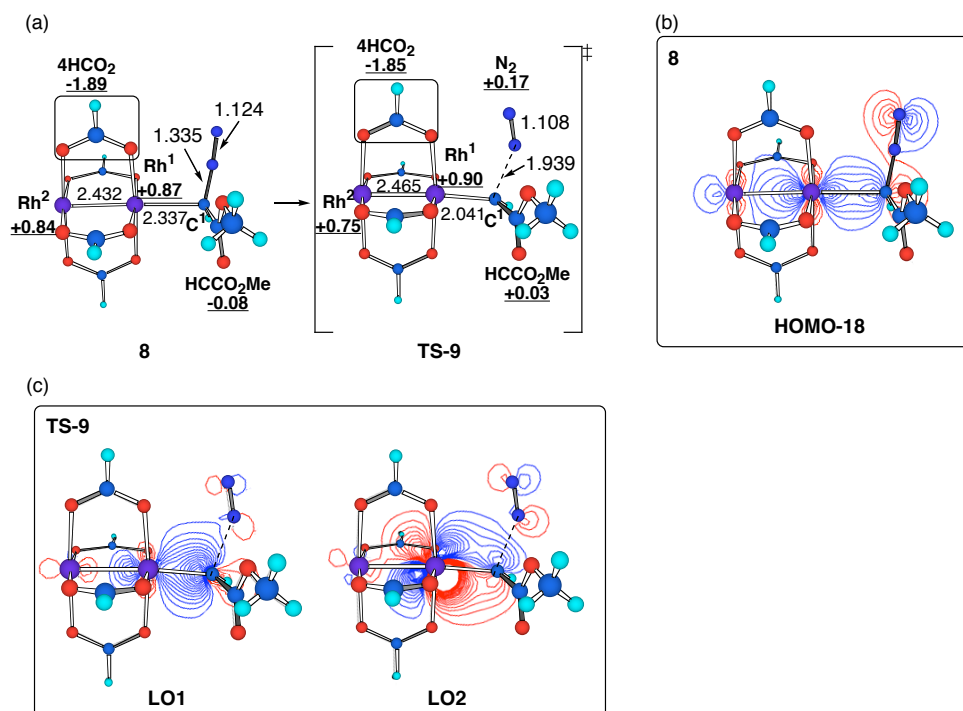 (a)
4HCO2
-1.89
1.335
1.124
Rh1
+0.87
Rh2
+0.84
2.432
2.337
C1
HCCO2Me
-0.08
8
4HCO2
-1.85
N2
+0.17
1.108
1.939
Rh1
+0.90
Rh2
+0.75
2.465
2.041
C1
HCCO2Me
+0.03
‡
TS-9
(b)
8
HOMO-18
(c)
TS-9
LO1
LO2